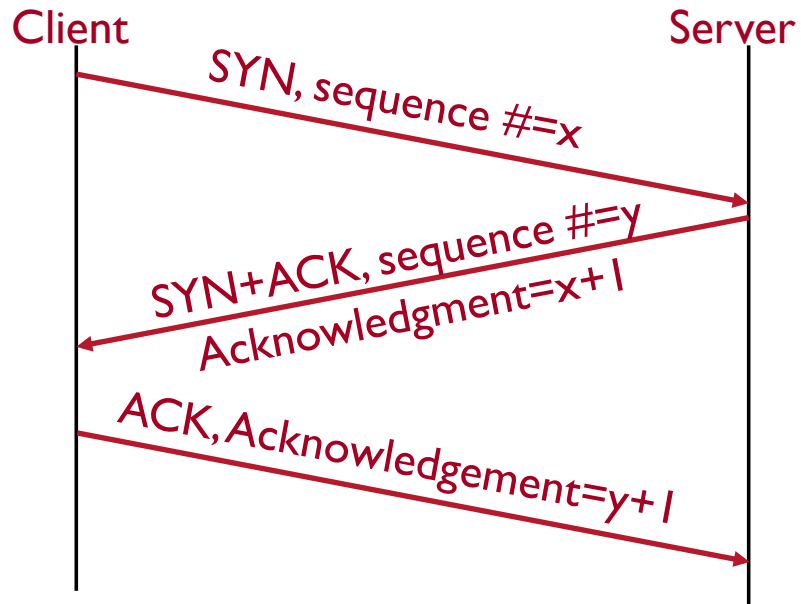 Client
Server
SYN, sequence #=x
SYN+ACK, sequence #=y
Acknowledgment=x+1
ACK, Acknowledgement=y+1